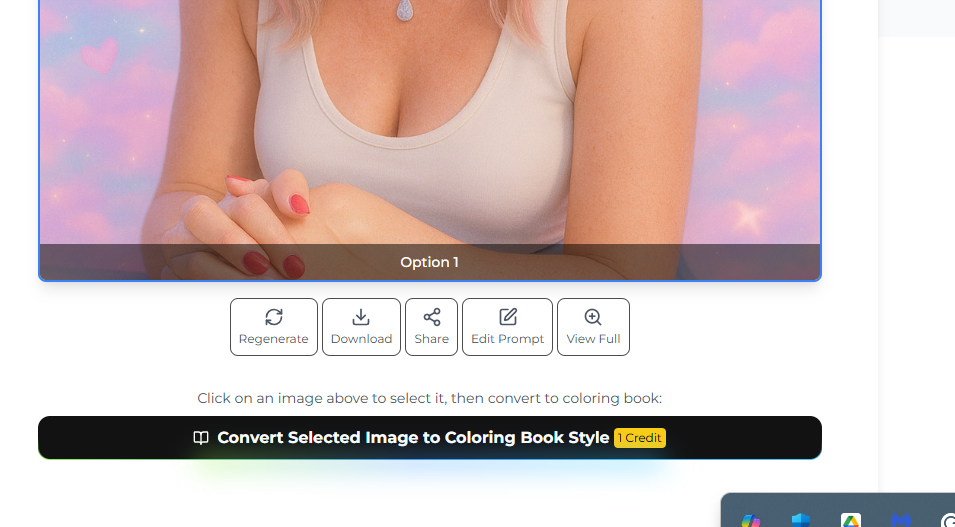 Option 1
Regenerate Download Share Edit Prompt View Full
Click on an image above to select it, then convert to coloring book:
Convert Selected Image to Coloring Book Style 1 Credit